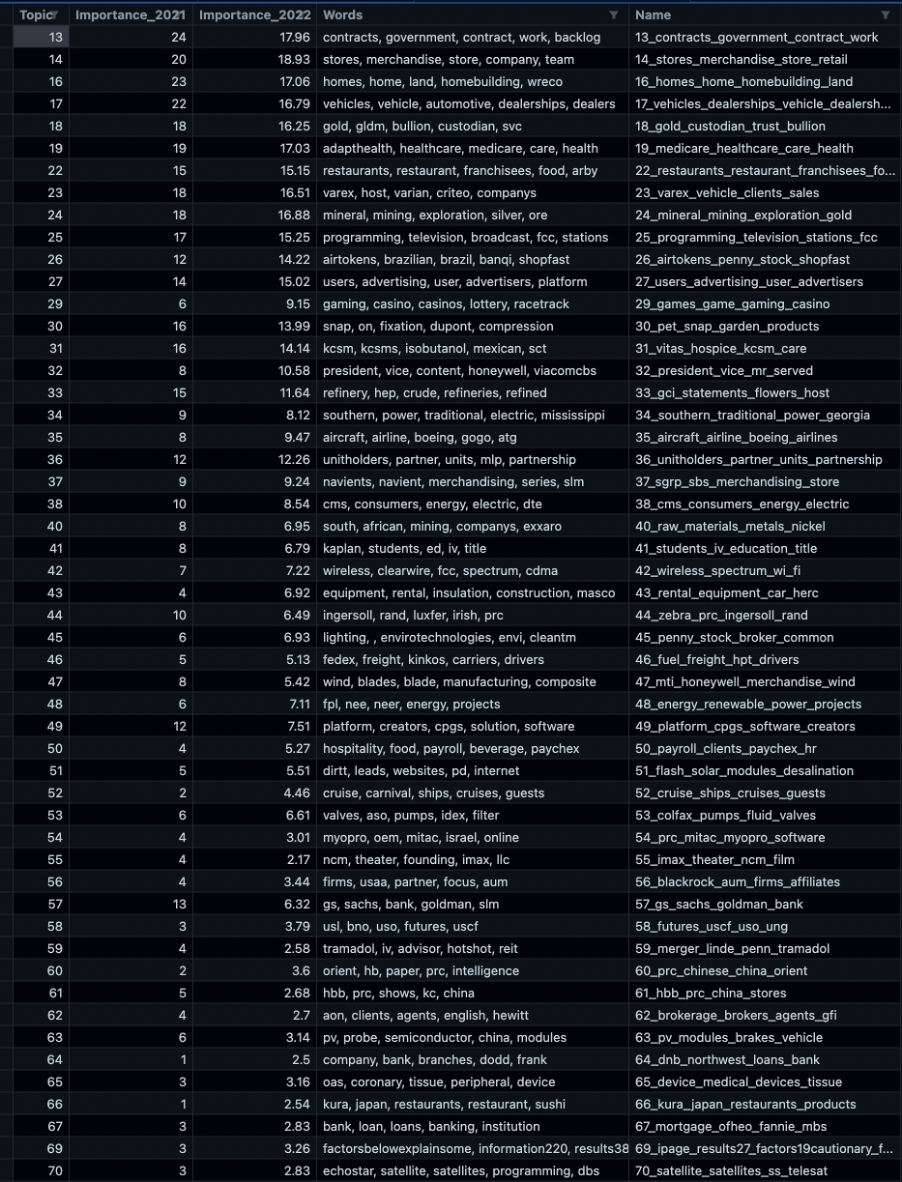 Topic Importance_2021 Importance_2022 Words Name
13 24 17.96 contracts, government, contract, work, backlog 13_contracts_government_contract_work
14 20 18.93 stores, merchandise, store, company, team 14_stores_merchandise_store_retail
16 23 17.06 homes, home, land, homebuilding, wreco 16_homes_home_homebuilding_land
17 22 16.79 vehicles, vehicle, automotive, dealerships, dealers 17_vehicles_dealerships_vehicle_dealersh...
18 18 16.25 gold, gldm, bullion, custodian, svc 18_gold_custodian_trust_bullion
19 19 17.03 adapthealth, healthcare, medicare, care, health 19_medicare_healthcare_care_health
22 15 15.15 restaurants, restaurant, franchisees, food, arby 22_restaurants_restaurant_franchisees_fo...
23 18 16.51 varex, host, varian, criteo, companys 23_varex_vehicle_clients_sales
24 18 16.88 mineral, mining, exploration, silver, ore 24_mineral_mining_exploration_gold
25 17 15.25 programming, television, broadcast, fcc, stations 25_programming_television_stations_fcc
26 12 14.22 airtokens, brazilian, brazil, banqi, shopfast 26_airtokens_penny_stock_shopfast
27 14 15.02 users, advertising, user, advertisers, platform 27_users_advertising_user_advertisers
29 6 9.15 gaming, casino, casinos, lottery, racetrack 29_games_game_gaming_casino
30 16 13.99 snap, on, fixation, dupont, compression 30_pet_snap_garden_products
31 16 14.14 kcsm, kcsms, isobutanol, mexican, sct 31_vitas_hospice_kcsm_care
32 8 10.58 president, vice, content, honeywell, viacomcbs 32_president_vice_mr_served
33 15 11.64 refinery, hep, crude, refineries, refined 33_gci_statements_flowers_host
34 9 8.12 southern, power, traditional, electric, mississippi 34_southern_traditional_power_georgia
35 8 9.47 aircraft, airline, boeing, gogo, atg 35_aircraft_airline_boeing_airlines
36 12 12.26 unitholders, partner, units, mlp, partnership 36_unitholders_partner_units_partnership
37 9 9.24 navients, navient, merchandising, series, slm 37_sgrp_sbs_merchandising_store
38 10 8.54 cms, consumers, energy, electric, dte 38_cms_consumers_energy_electric
40 8 6.95 south, african, mining, companys, exxaro 40_raw_materials_metals_nickel
41 8 6.79 kaplan, students, ed, iv, title 41_students_iv_education_title
42 7 7.22 wireless, clearwire, fcc, spectrum, cdma 42_wireless_spectrum_wi_fi
43 4 6.92 equipment, rental, insulation, construction, masco 43_rental_equipment_car_herc
44 10 6.49 ingersoll, rand, luxfer, irish, prc 44_zebra_prc_ingersoll_rand
45 6 6.93 lighting, , envirotechnologies, envi, cleantm 45_penny_stock_broker_common
46 5 5.13 fedex, freight, kinkos, carriers, drivers 46_fuel_freight_hpt_drivers
47 8 5.42 wind, blades, blade, manufacturing, composite 47_mti_honeywell_merchandise_wind
48 6 7.11 fpl, nee, neer, energy, projects 48_energy_renewable_power_projects
49 12 7.51 platform, creators, cpgs, solution, software 49_platform_cpgs_software_creators
50 4 5.27 hospitality, food, payroll, beverage, paychex 50_payroll_clients_paychex_hr
51 5 5.51 dirtt, leads, websites, pd, internet 51_flash_solar_modules_desalination
52 2 4.46 cruise, carnival, ships, cruises, guests 52_cruise_ships_cruises_guests
53 6 6.61 valves, aso, pumps, idex, filter 53_colfax_pumps_fluid_valves
54 4 3.01 myopro, oem, mitac, israel, online 54_prc_mitac_myopro_software
55 4 2.17 ncm, theater, founding, imax, llc 55_imax_theater_ncm_film
56 4 3.44 firms, usaa, partner, focus, aum 56_blackrock_aum_firms_affiliates
57 13 6.32 gs, sachs, bank, goldman, slm 57_gs_sachs_goldman_bank
58 3 3.79 usl, bno, uso, futures, uscf 58_futures_uscf_uso_ung
59 4 2.58 tramadol, iv, advisor, hotshot, reit 59_merger_linde_penn_tramadol
60 2 3.6 orient, hb, paper, prc, intelligence 60_prc_chinese_china_orient
61 5 2.68 hbb, prc, shows, kc, china 61_hbb_prc_china_stores
62 4 2.7 aon, clients, agents, english, hewitt 62_brokerage_brokers_agents_gfi
63 6 3.14 pv, probe, semiconductor, china, modules 63_pv_modules_brakes_vehicle
64 1 2.5 company, bank, branches, dodd, frank 64_dnb_northwest_loans_bank
65 3 3.16 oas, coronary, tissue, peripheral, device 65_device_medical_devices_tissue
66 1 2.54 kura, japan, restaurants, restaurant, sushi 66_kura_japan_restaurants_products
67 3 2.83 bank, loan, loans, banking, institution 67_mortgage_ofheo_fannie_mbs
69 3 3.26 factorsbelowexplainsome, information220, results38 69_ipage_results27_factors19cautionary_f...
70 3 2.83 echostar, satellite, satellites, programming, dbs 70_satellite_satellites_ss_telesat